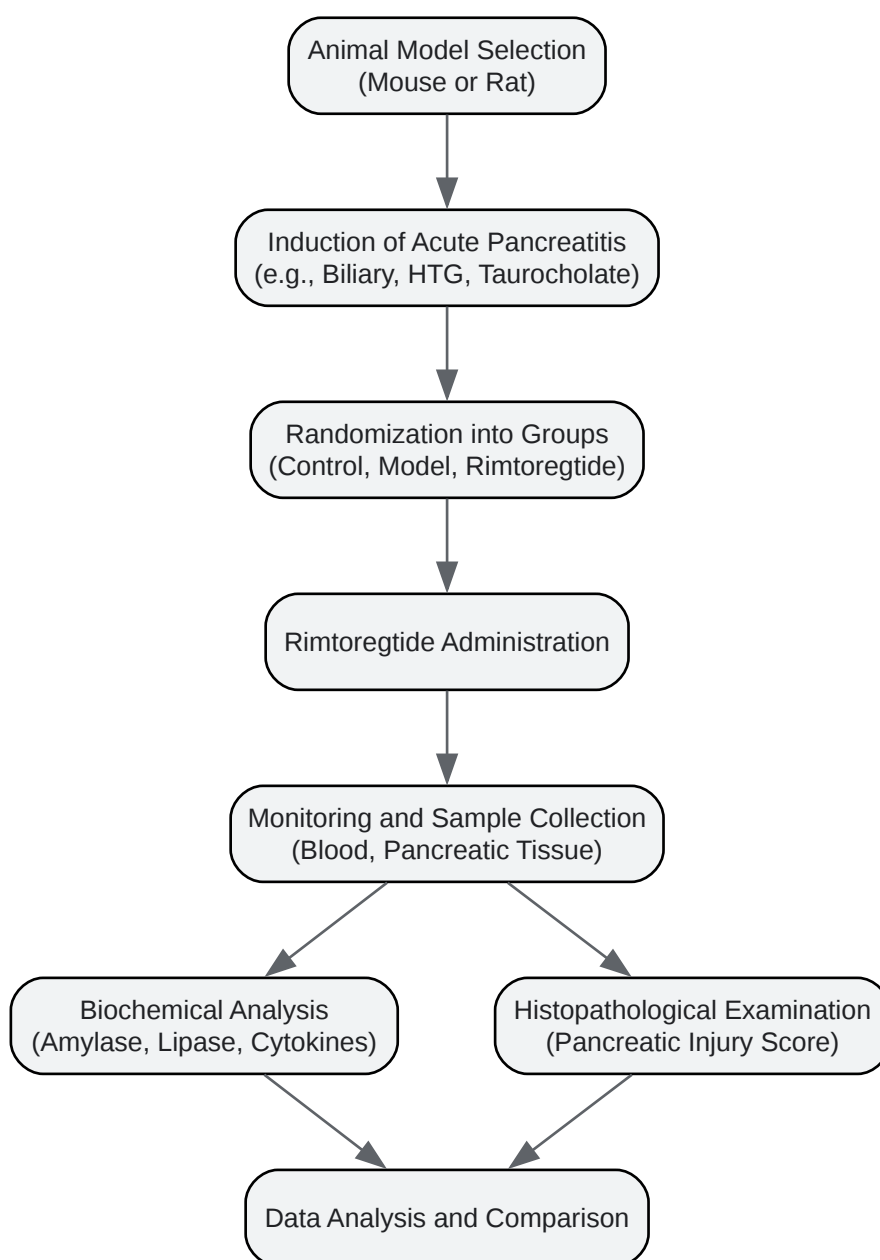 Animal Model Selection
(Mouse or Rat)
Induction of Acute Pancreatitis
(e.g., Biliary, HTG, Taurocholate)
Randomization into Groups
(Control, Model, Rimtoregtide)
Rimtoregtide Administration
Monitoring and Sample Collection
(Blood, Pancreatic Tissue)
Biochemical Analysis
(Amylase, Lipase, Cytokines)
Histopathological Examination
(Pancreatic Injury Score)
Data Analysis and Comparison